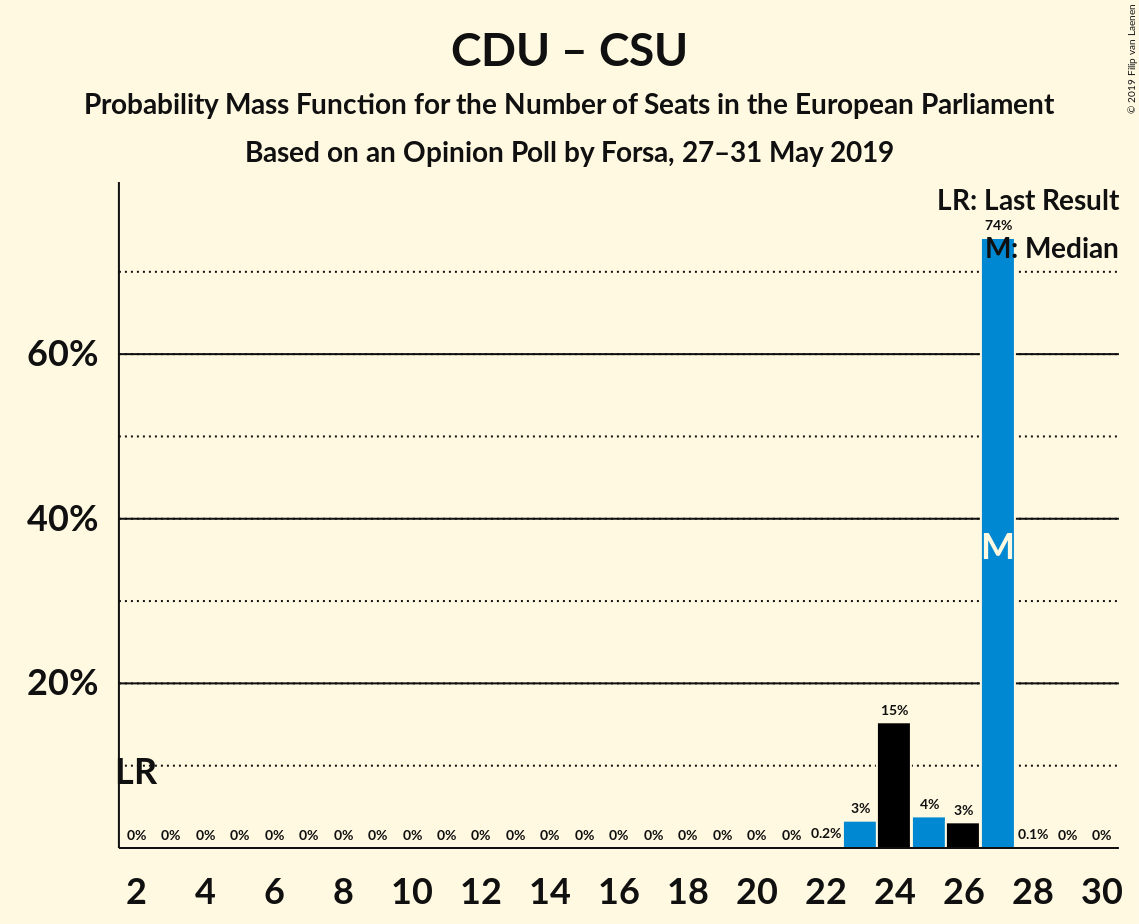 CDU – CSU
Probability Mass Function for the Number of Seats in the European Parliament
Based on an Opinion Poll by Forsa, 27–31 May 2019
© 2019 Filip van Laenen
LR: Last Result
M: Median
74%
60%
40%
20%
M
LR
0% 0% 0% 0% 0% 0% 0% 0% 0% 0% 0% 0% 0% 0% 0% 0% 0% 0% 0% 0% 0.2% 3% 15% 4% 3% 0.1% 0% 0%
2 4 6 8 10 12 14 16 18 20 22 24 26 28 30